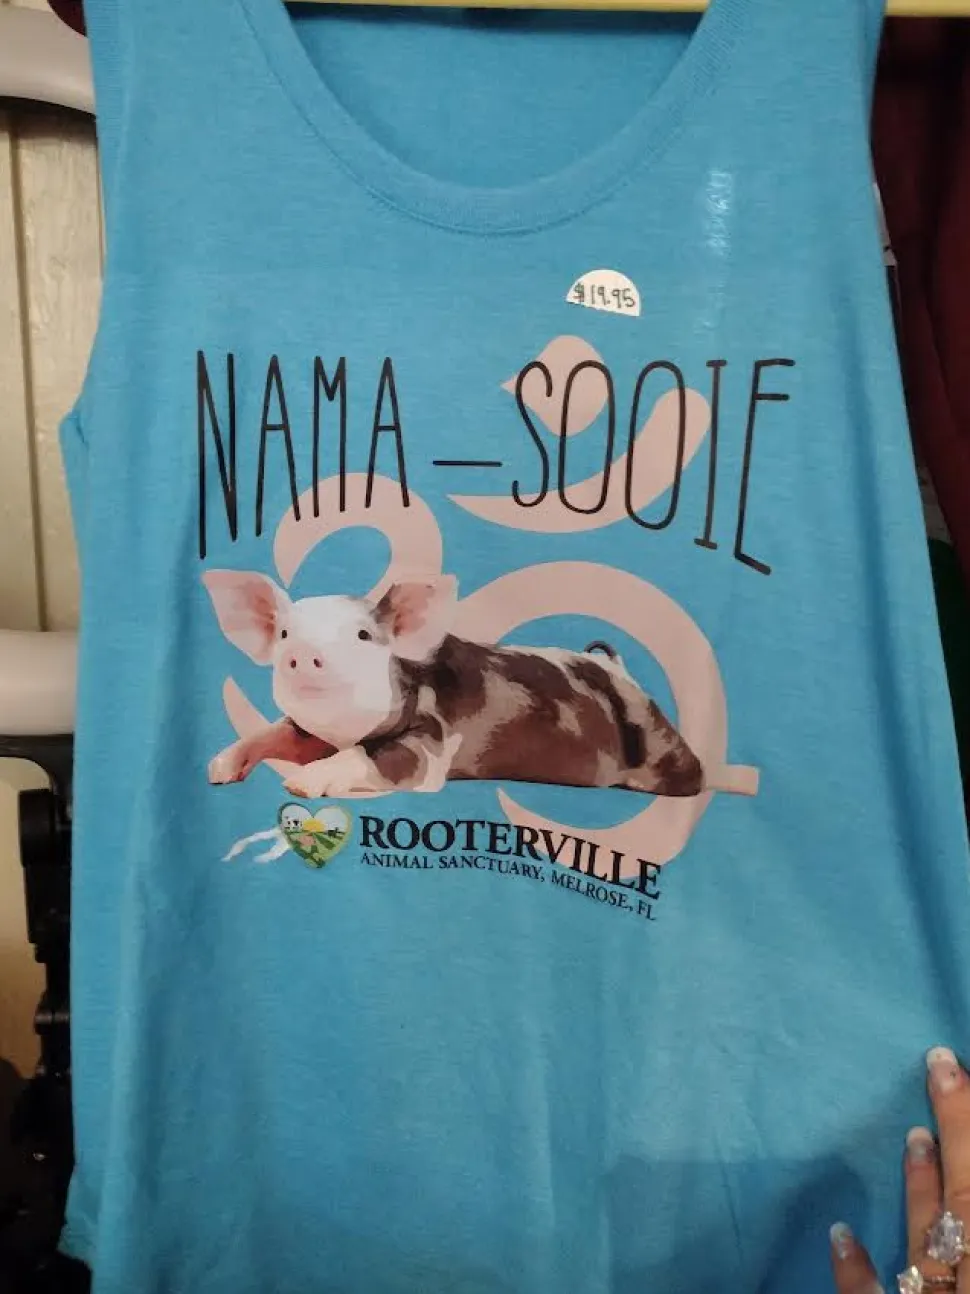 $19.95
NAMA-SOOIE
ROOTERVILLE
ANIMAL SANCTUARY, MELROSE, FL